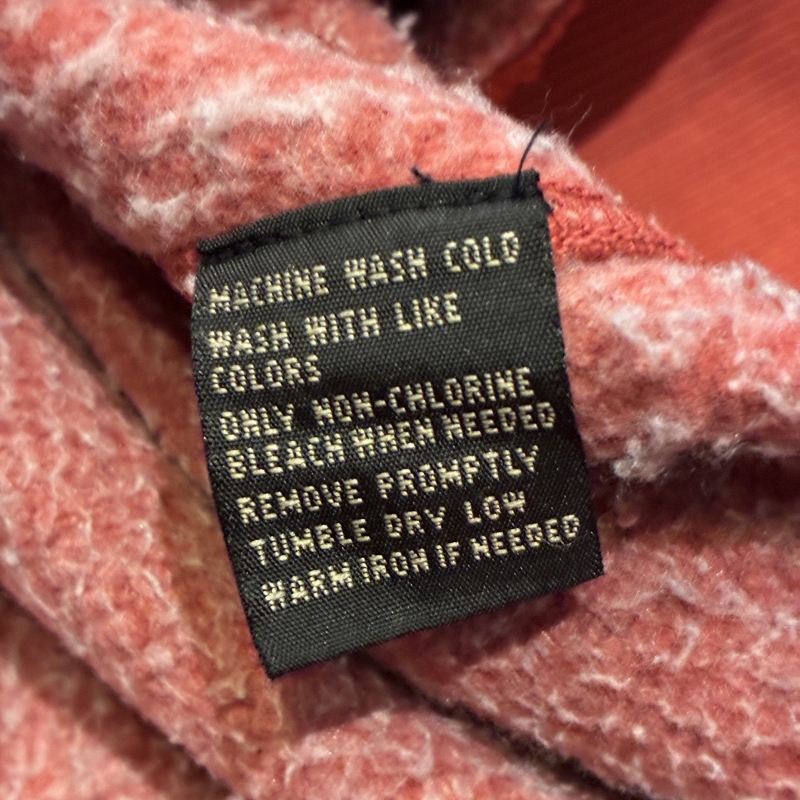 MACHINE WASH COLD
WASH WITH LIKE
COLORS
ONLY NON-CHLORINE
BLEACH WHEN NEEDED
REMOVE PROMPTLY
TUMBLE DRY LOW
WARM IRON IF NEEDED